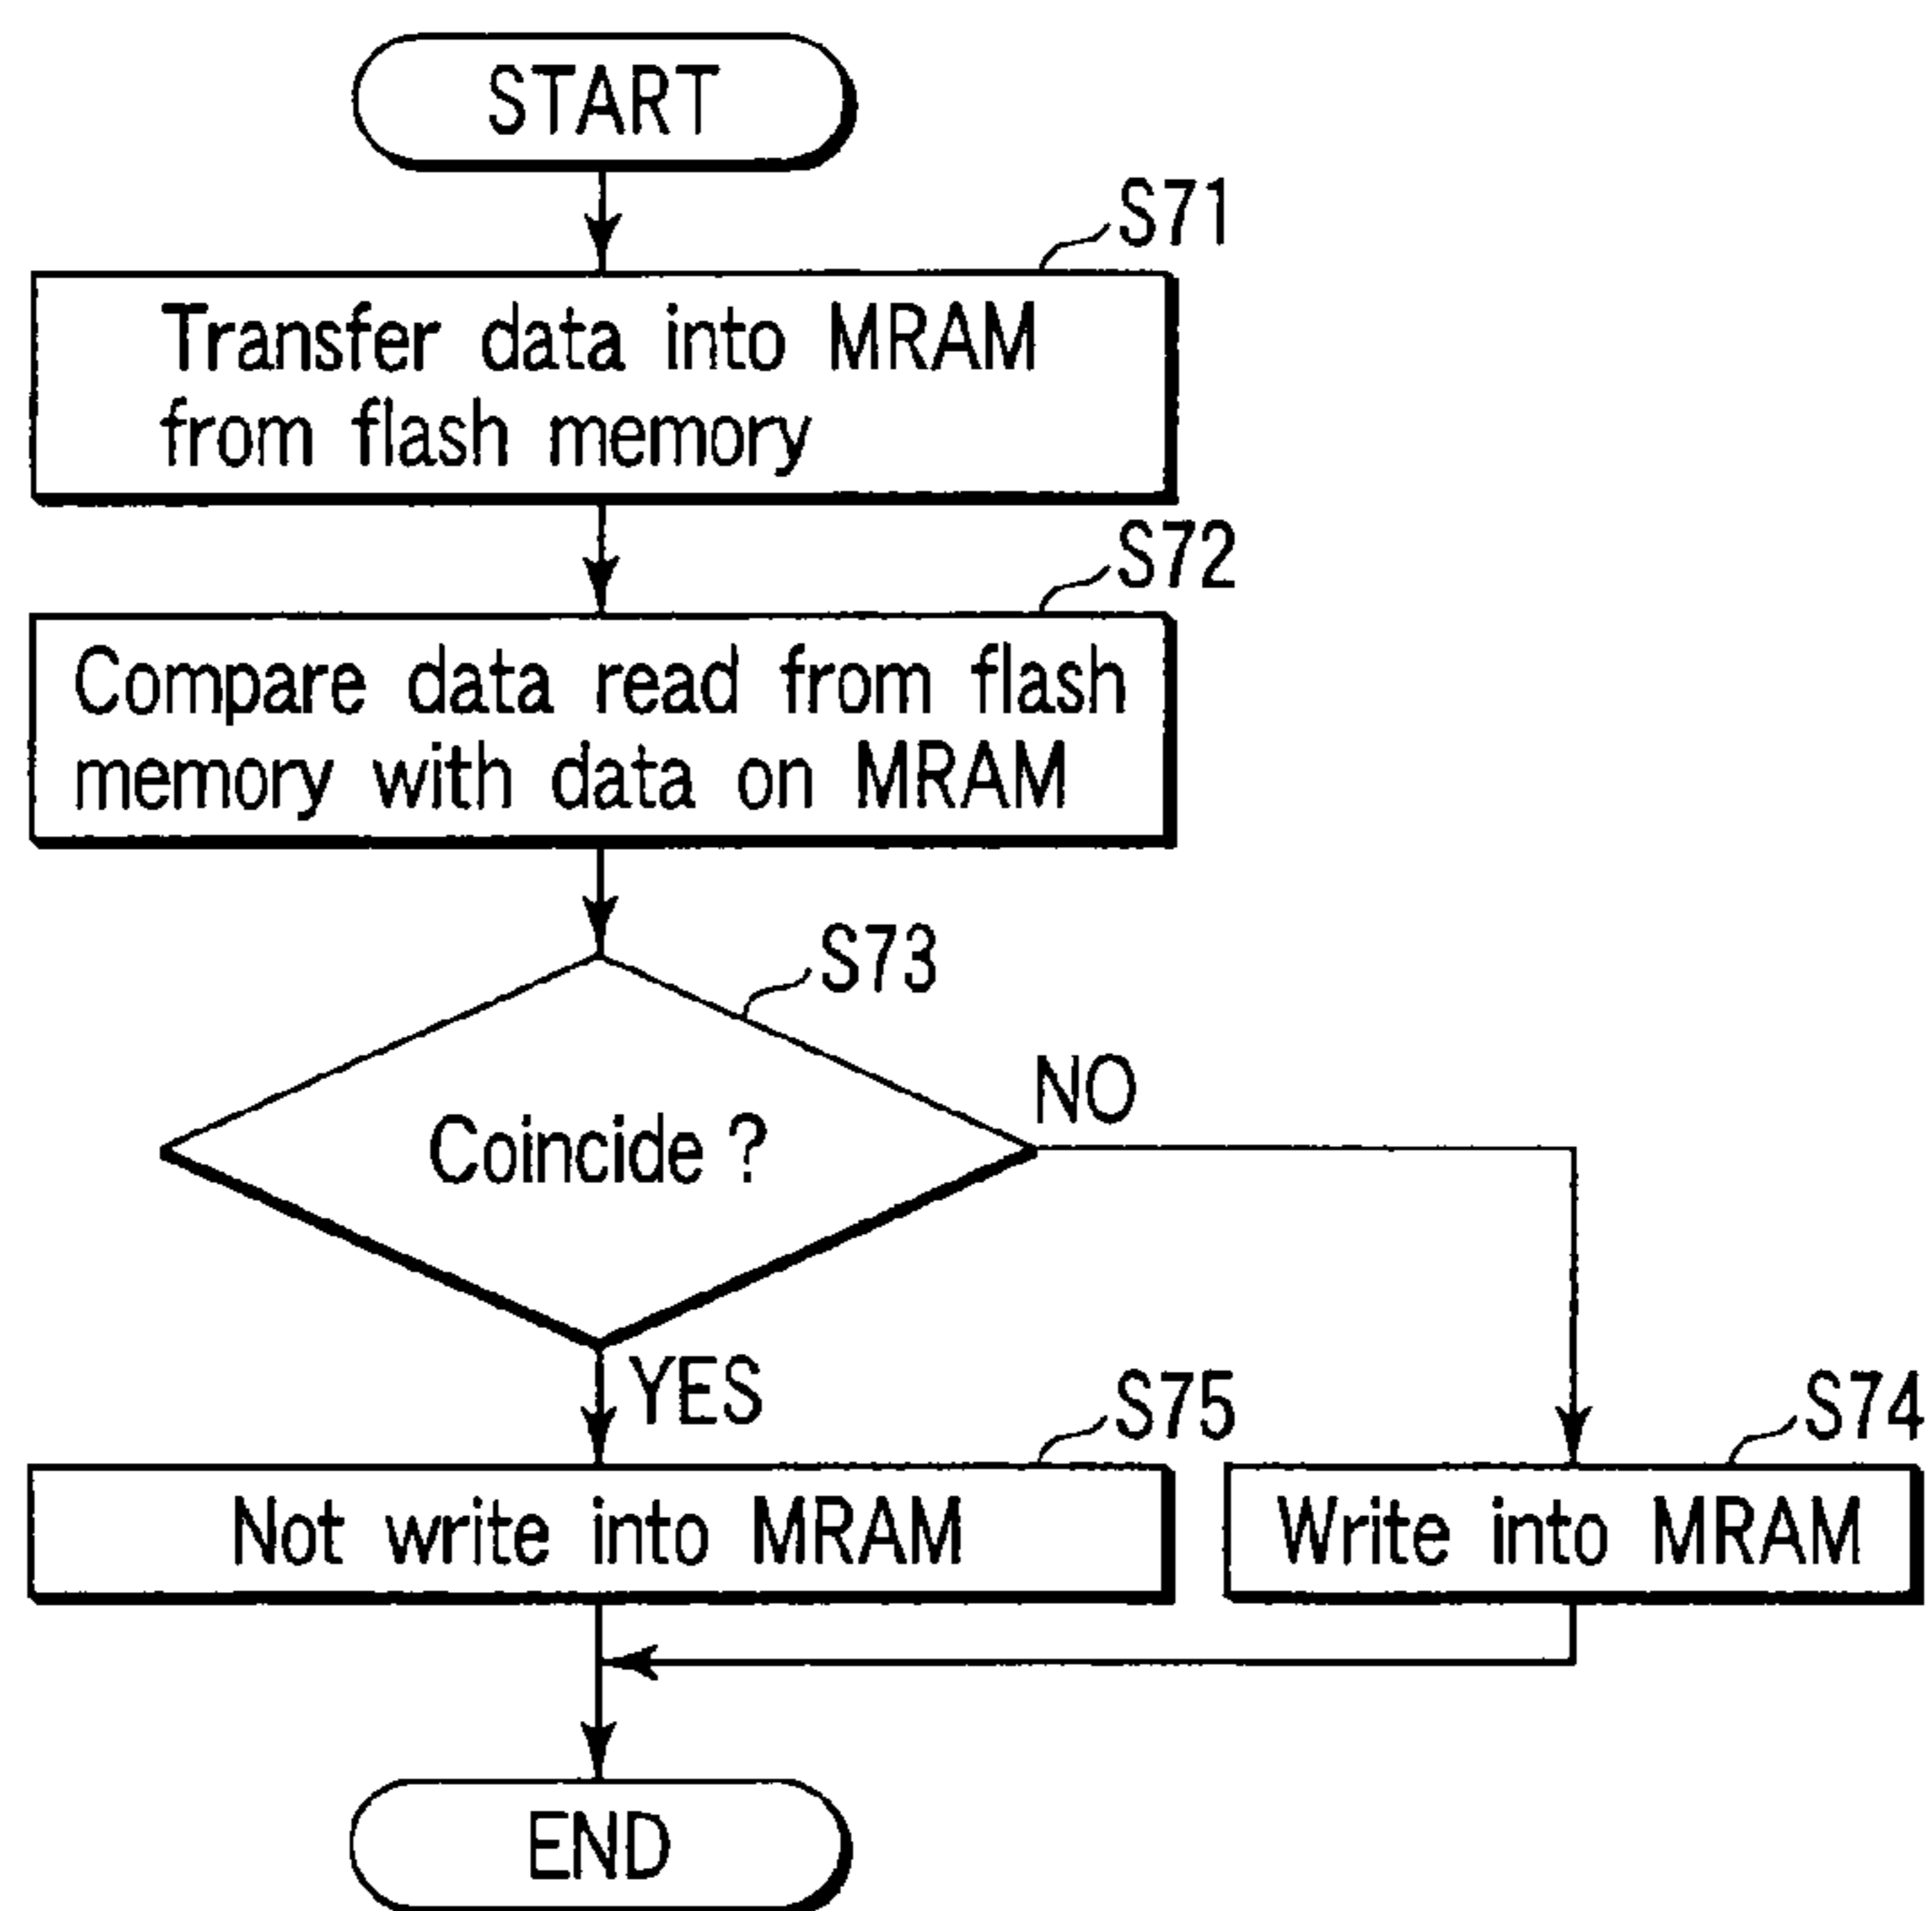 START
S71
Transfer data into MRAM
from flash memory
S72
Compare data read from flash
memory with data on MRAM
S73
Coincide ?
NO
YES
S75
S74
Not write into MRAM
Write into MRAM
END